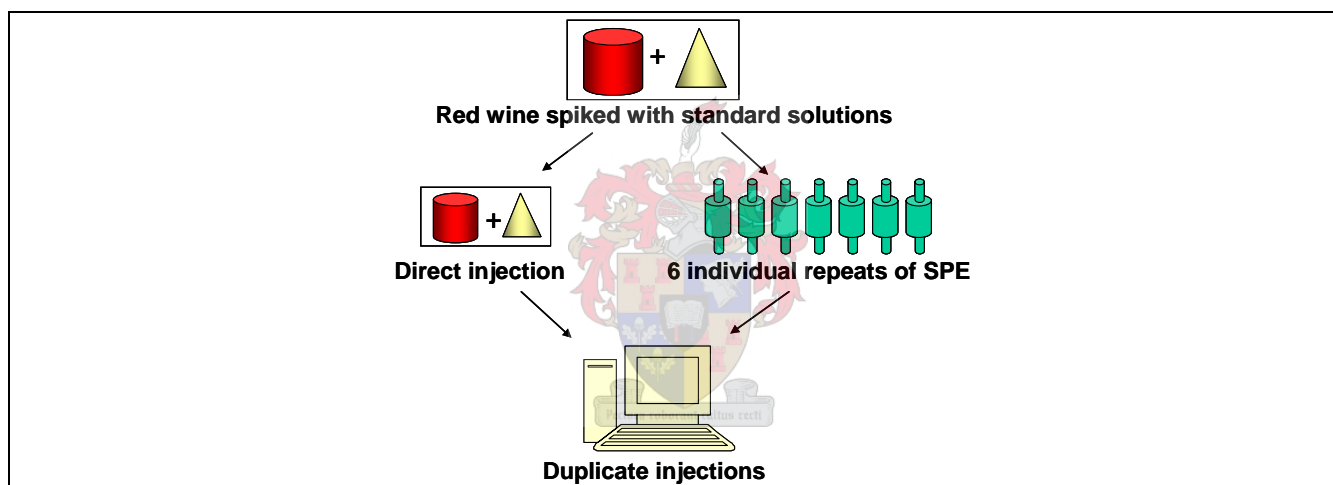 +
Red wine spiked with standard solutions
+
Direct injection
6 individual repeats of SPE
Duplicate injections